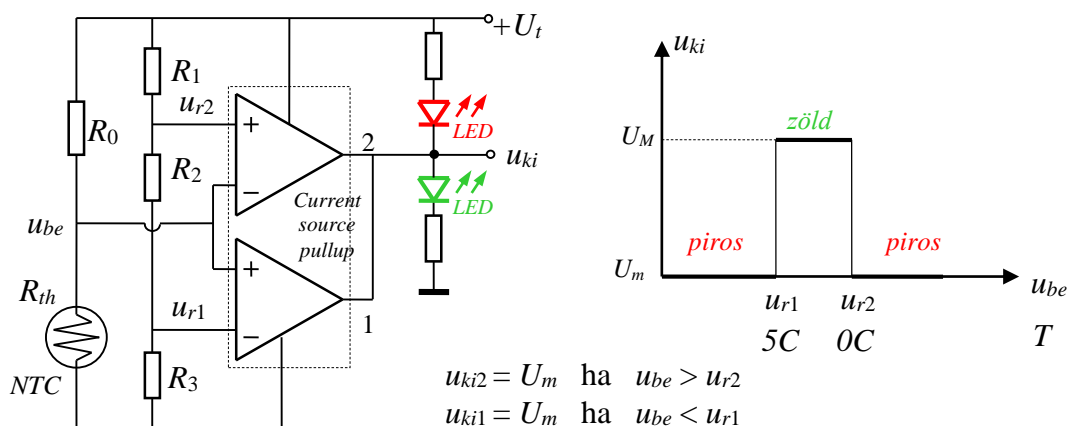 +U_t
R_1
u_r2
R_0
+
2
LED
u_ki
R_2
−
Current
source
pullup
LED
u_be
+
R_th
u_r1
−
1
NTC
R_3
u_ki
zöld
U_M
piros
piros
U_m
u_be
u_r1
u_r2
5C
0C
T
u_ki2 = U_m ha u_be > u_r2
u_ki1 = U_m ha u_be < u_r1